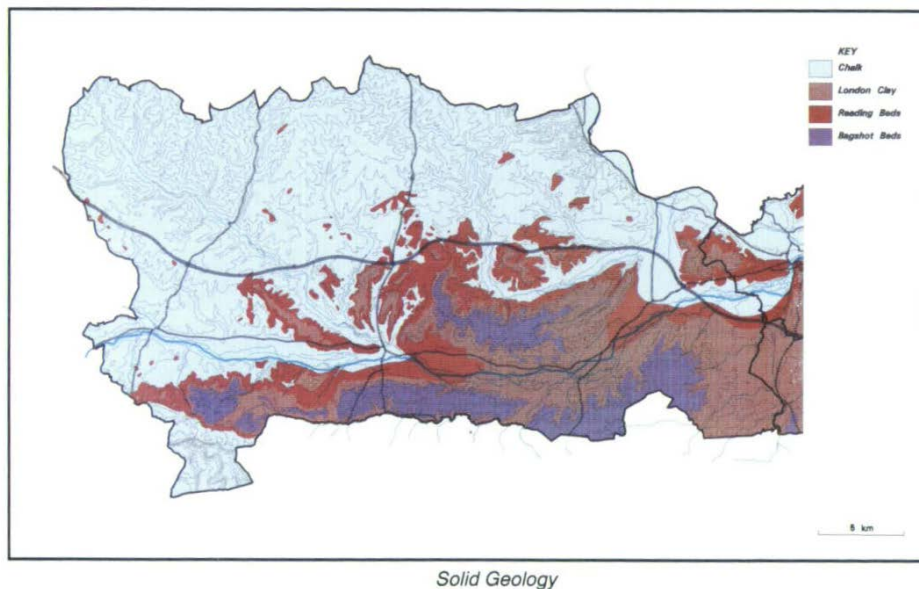 KEY
Chalk
London Clay
Reading Beds
Bagshot Beds
5 km
Solid Geology